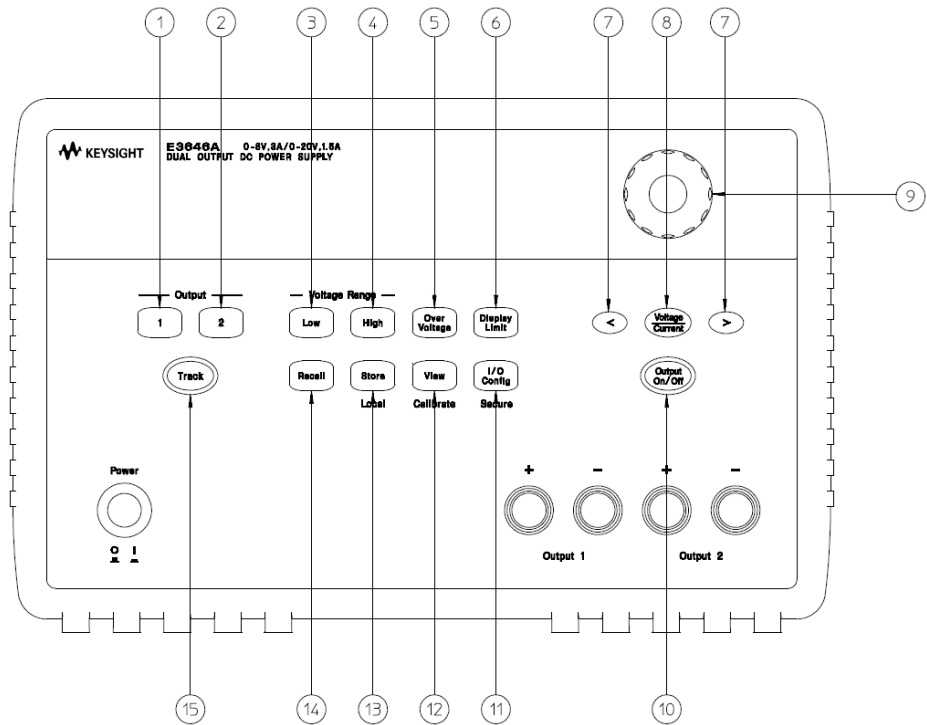 1 2 3 4 5 6 7 8 7
KEYSIGHT E3646A 0-8V,3A/0-20V,1.5A
DUAL OUTPUT DC POWER SUPPLY
9
Output Voltage Range
1 2 Low High Over Voltage Display Limit < Voltage Current >
Track Recall Store View I/O Config Output On/Off
Local Calibrate Secure
Power + - + -
O I
Output 1 Output 2
15 14 13 12 11 10